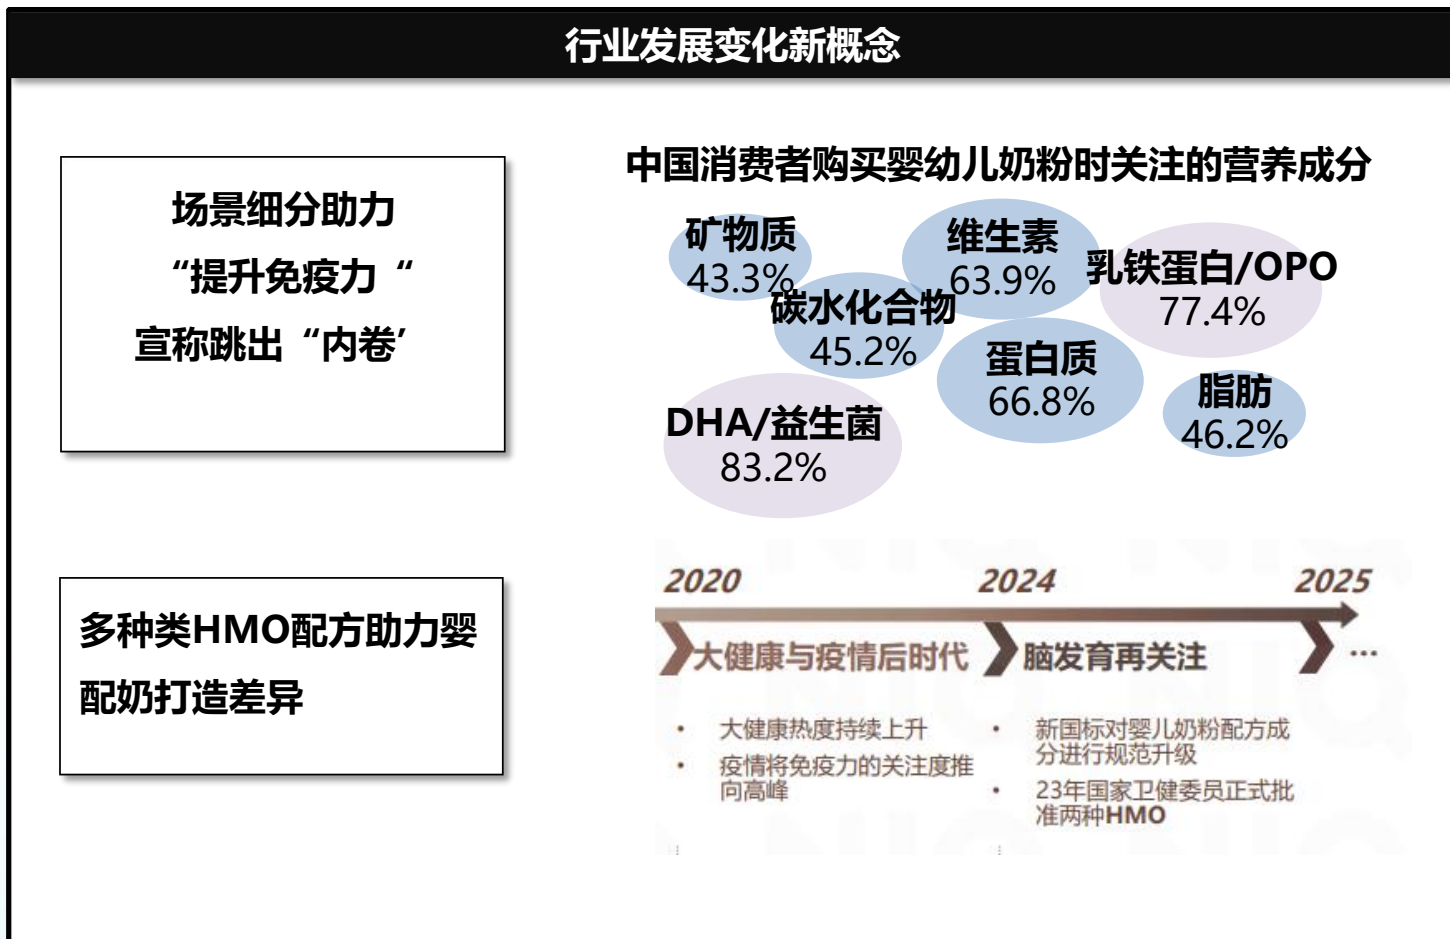 行业发展变化新概念
场景细分助力
“提升免疫力“
宣称跳出“内卷’
多种类HMO配方助力婴
配奶打造差异
中国消费者购买婴幼儿奶粉时关注的营养成分
矿物质
43.3%
维生素
63.9%
乳铁蛋白/OPO
77.4%
碳水化合物
45.2%
蛋白质
66.8%
脂肪
46.2%
DHA/益生菌
83.2%
2020
2024
2025
大健康与疫情后时代
脑发育再关注
...
• 大健康热度持续上升
• 疫情将免疫力的关注度推
向高峰
• 新国标对婴儿奶粉配方成
分进行规范升级
• 23年国家卫健委员正式批
准两种HMO
NIQ